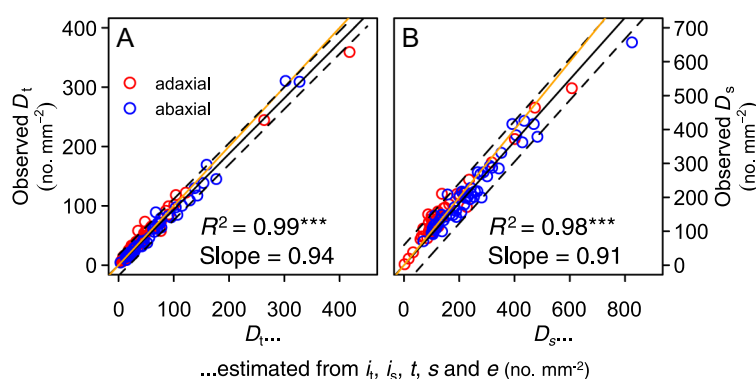 A
B
adaxial
abaxial
Observed Dt
(no. mm-2)
400
300
200
100
0
R2 = 0.99***
Slope = 0.94
0 100 200 300 400
Dt...
R2 = 0.98***
Slope = 0.91
0 200 400 600 800
Ds...
700
600
500
400
300
200
100
0
Observed Ds
(no. mm-2)
...estimated from it, is, t, s and e (no. mm-2)